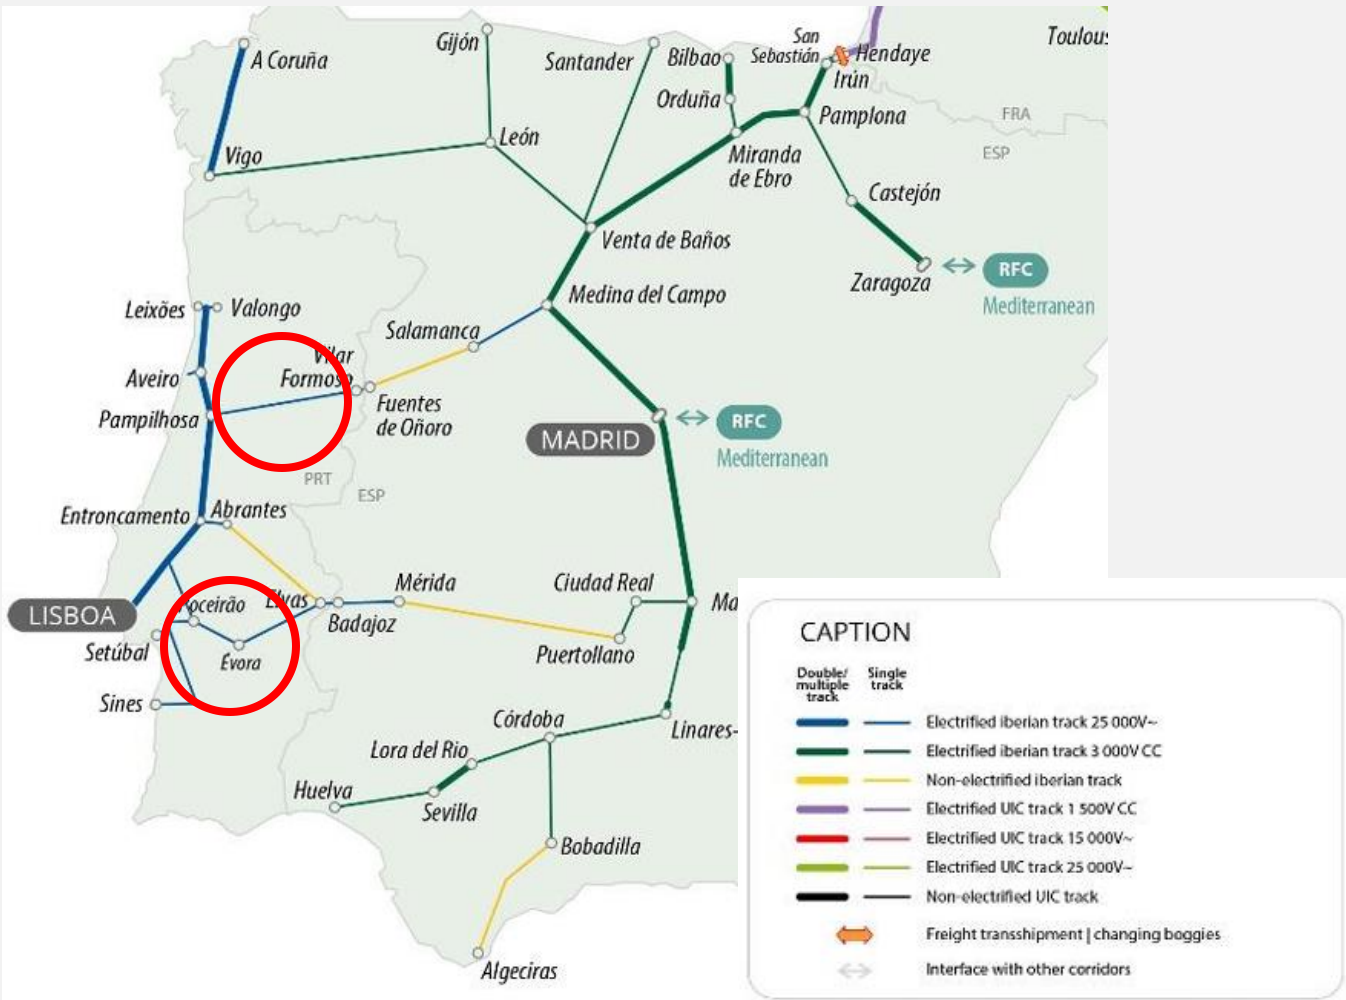 Gijón
A Coruña
Santander
Bilbao
San
Sebastián
Hendaye
Irún
Orduña
Pamplona
FRA
ESP
León
Vigo
Miranda
de Ebro
Castejón
Venta de Baños
Zaragoza
RFC
Mediterranean
Leixões
Valongo
Medina del Campo
Salamanca
Vilar
Formoso
Aveiro
Fuentes
de Oñoro
Pampilhosa
MADRID
RFC
Mediterranean
PRT
ESP
Entroncamento
Abrantes
Mérida
Ciudad Real
Ma
LISBOA
oceirão
Elvas
Badajoz
Setúbal
Évora
Puertollano
Sines
Córdoba
Linares-
Lora del Rio
Huelva
Sevilla
Bobadilla
Algeciras
CAPTION
Double/
multiple
track
Single
track
Electrified iberian track 25 000V~
Electrified iberian track 3 000V CC
Non-electrified iberian track
Electrified UIC track 1 500V CC
Electrified UIC track 15 000V~
Electrified UIC track 25 000V~
Non-electrified UIC track
Freight transshipment | changing boggies
Interface with other corridors